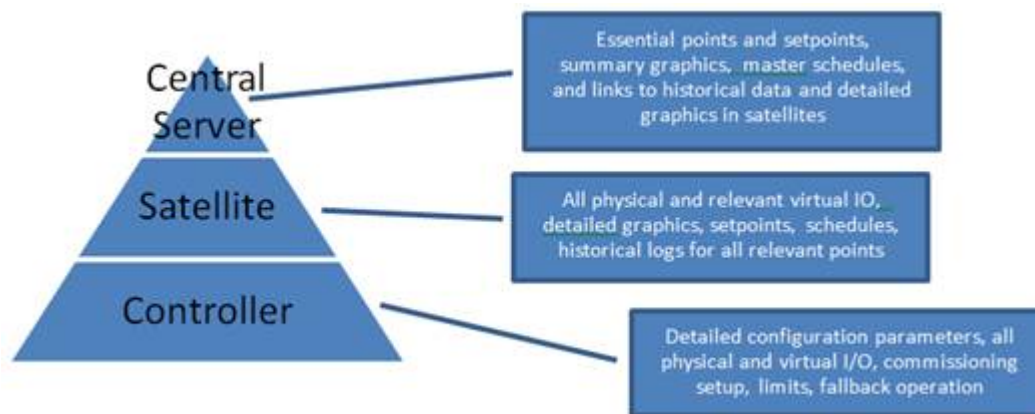 Central
Server
Essential points and setpoints,
summary graphics, master schedules,
and links to historical data and detailed
graphics in satellites
Satellite
All physical and relevant virtual IO,
detailed graphics, setpoints, schedules,
historical logs for all relevant points
Controller
Detailed configuration parameters, all
physical and virtual I/O, commissioning
setup, limits, fallback operation